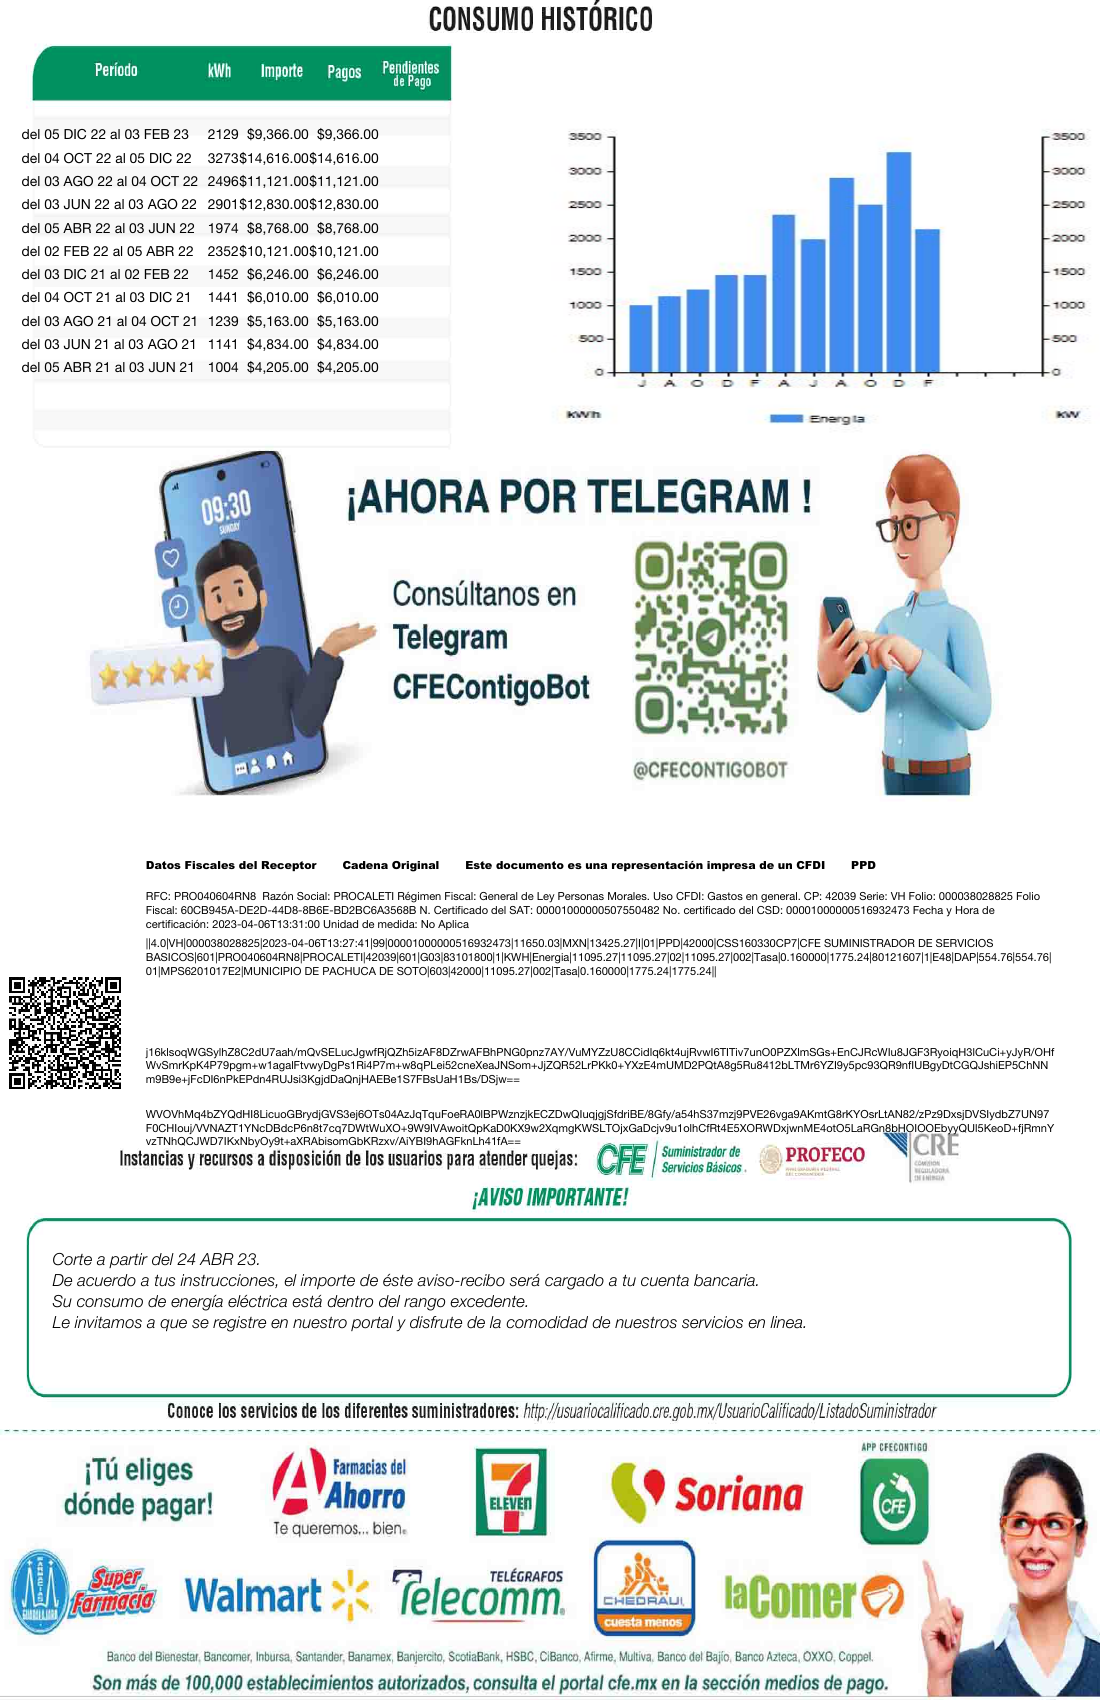 CONSUMO HISTÓRICO
Período kWh Importe Pagos Pendientes de Pago
del 05 DIC 22 al 03 FEB 23 2129 $9,366.00 $9,366.00
del 04 OCT 22 al 05 DIC 22 3273 $14,616.00 $14,616.00
del 03 AGO 22 al 04 OCT 22 2496 $11,121.00 $11,121.00
del 03 JUN 22 al 03 AGO 22 2901 $12,830.00 $12,830.00
del 05 ABR 22 al 03 JUN 22 1974 $8,768.00 $8,768.00
del 02 FEB 22 al 05 ABR 22 2352 $10,121.00 $10,121.00
del 03 DIC 21 al 02 FEB 22 1452 $6,246.00 $6,246.00
del 04 OCT 21 al 03 DIC 21 1441 $6,010.00 $6,010.00
del 03 AGO 21 al 04 OCT 21 1239 $5,163.00 $5,163.00
del 03 JUN 21 al 03 AGO 21 1141 $4,834.00 $4,834.00
del 05 ABR 21 al 03 JUN 21 1004 $4,205.00 $4,205.00
3500 3500
3000 3000
2500 2500
2000 2000
1500 1500
1000 1000
500 500
0 0
J A O D F A J A O D F
kWh Energía kW
09:30
SUNDAY
¡AHORA POR TELEGRAM !
Consúltanos en
Telegram
CFEContigoBot
@CFECONTIGOBOT
Datos Fiscales del Receptor Cadena Original Este documento es una representación impresa de un CFDI PPD
RFC: PRO040604RN8 Razón Social: PROCALETI Régimen Fiscal: General de Ley Personas Morales. Uso CFDI: Gastos en general. CP: 42039 Serie: VH Folio: 000038028825 Folio
Fiscal: 60CB945A-DE2D-44D8-8B6E-BD2BC6A3568B N. Certificado del SAT: 00001000000507550482 No. certificado del CSD: 00001000000516932473 Fecha y Hora de
certificación: 2023-04-06T13:31:00 Unidad de medida: No Aplica
||4.0|VH|000038028825|2023-04-06T13:27:41|99|00001000000516932473|11650.03|MXN|13425.27|I|01|PPD|42000|CSS160330CP7|CFE SUMINISTRADOR DE SERVICIOS
BASICOS|601|PRO040604RN8|PROCALETI|42039|601|G03|83101800|1|KWH|Energia|11095.27|11095.27|02|11095.27|002|Tasa|0.160000|1775.24|80121607|1|E48|DAP|554.76|554.76|
01|MPS6201017E2|MUNICIPIO DE PACHUCA DE SOTO|603|42000|11095.27|002|Tasa|0.160000|1775.24|1775.24||
m9B9e+jFcDI6nPkEPdn4RUJsi3KgjdDaQnjHAEBe1S7FBsUaH1Bs/DSjw==
vzTNhQCJWD7IKxNbyOy9t+aXRAbisomGbKRzxv/AiYBI9hAGFknLh41fA==
Instancias y recursos a disposición de los usuarios para atender quejas: CFE Suministrador de Servicios Básicos. PROFECO CRE
COMISIÓN
REGULADORA
DE ENERGÍA
¡AVISO IMPORTANTE!
Corte a partir del 24 ABR 23.
De acuerdo a tus instrucciones, el importe de éste aviso-recibo será cargado a tu cuenta bancaria.
Su consumo de energía eléctrica está dentro del rango excedente.
Le invitamos a que se registre en nuestro portal y disfrute de la comodidad de nuestros servicios en linea.
Conoce los servicios de los diferentes suministradores: http://usuariocalificado.cre.gob.mx/UsuarioCalificado/ListadoSuministrador
APP CFECONTIGO
¡Tú eliges
dónde pagar!
Farmacias del
Ahorro
Te queremos... bien.
7 ELEVEN
Soriana
CFE
GUADALAJARA
Super
Farmacia
Walmart
TELÉGRAFOS
Telecomm
CHEDRAUI
cuesta menos
laComer
Banco del Bienestar, Bancomer, Inbursa, Santander, Banamex, Banjercito, ScotiaBank, HSBC, CiBanco, Afirme, Multiva, Banco del Bajío, Banco Azteca, OXXO, Coppel.
Son más de 100,000 establecimientos autorizados, consulta el portal cfe.mx en la sección medios de pago.